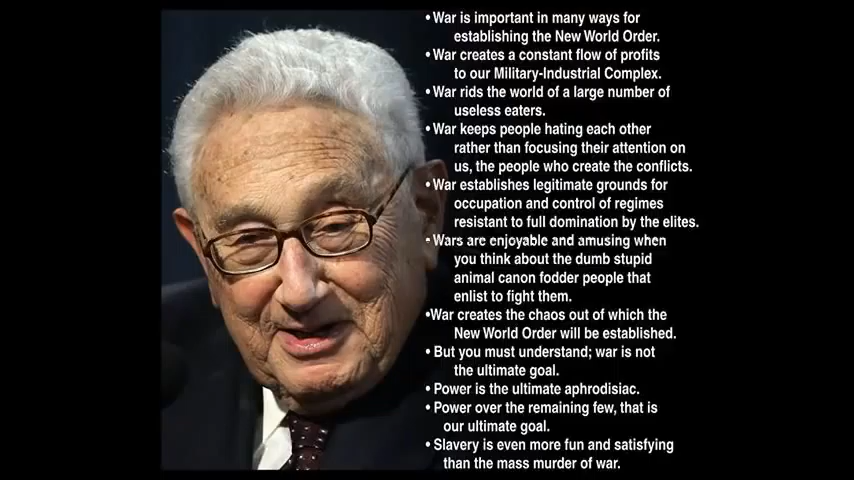 • War is important in many ways for
establishing the New World Order.
• War creates a constant flow of profits
to our Military-Industrial Complex.
• War rids the world of a large number of
useless eaters.
• War keeps people hating each other
rather than focusing their attention on
us, the people who create the conflicts.
• War establishes legitimate grounds for
occupation and control of regimes
resistant to full domination by the elites.
• Wars are enjoyable and amusing when
you think about the dumb stupid
animal canon fodder people that
enlist to fight them.
•War creates the chaos out of which the
New World Order will be established.
• But you must understand; war is not
the ultimate goal.
• Power is the ultimate aphrodisiac.
• Power over the remaining few, that is
our ultimate goal.
• Slavery is even more fun and satisfying
than the mass murder of war.